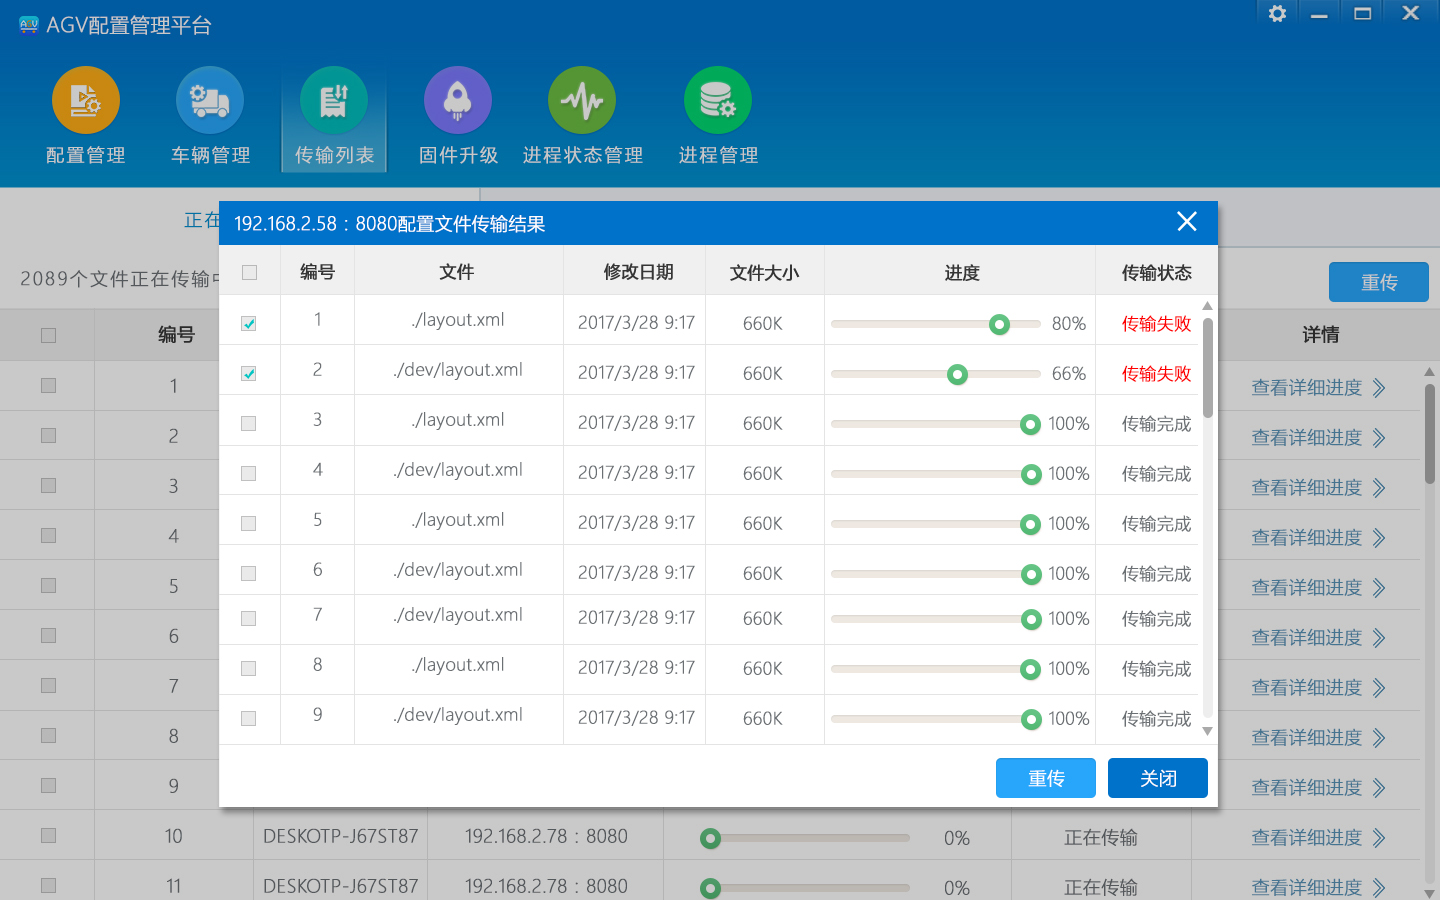 AGV配置管理平台
配置管理
车辆管理
传输列表
固件升级
进程状态管理
进程管理
正在
2089个文件正在传输
重传
编号
详情
1 查看详细进度
2 查看详细进度
3 查看详细进度
4 查看详细进度
5 查看详细进度
6 查看详细进度
7 查看详细进度
8 查看详细进度
9 查看详细进度
10 DESKOTP-J67ST87 192.168.2.78：8080 0% 正在传输 查看详细进度
11 DESKOTP-J67ST87 192.168.2.78：8080 0% 正在传输 查看详细进度
192.168.2.58：8080配置文件传输结果
编号 文件 修改日期 文件大小 进度 传输状态
1 ./layout.xml 2017/3/28 9:17 660K 80% 传输失败
2 ./dev/layout.xml 2017/3/28 9:17 660K 66% 传输失败
3 ./layout.xml 2017/3/28 9:17 660K 100% 传输完成
4 ./dev/layout.xml 2017/3/28 9:17 660K 100% 传输完成
5 ./layout.xml 2017/3/28 9:17 660K 100% 传输完成
6 ./dev/layout.xml 2017/3/28 9:17 660K 100% 传输完成
7 ./dev/layout.xml 2017/3/28 9:17 660K 100% 传输完成
8 ./layout.xml 2017/3/28 9:17 660K 100% 传输完成
9 ./dev/layout.xml 2017/3/28 9:17 660K 100% 传输完成
重传 关闭